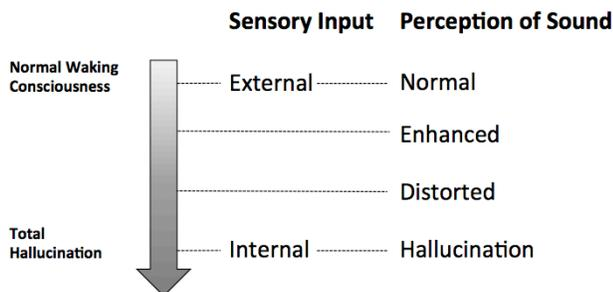 Sensory Input Perception of Sound
Normal Waking
Consciousness
External Normal
Enhanced
Distorted
Total
Hallucination
Internal Hallucination